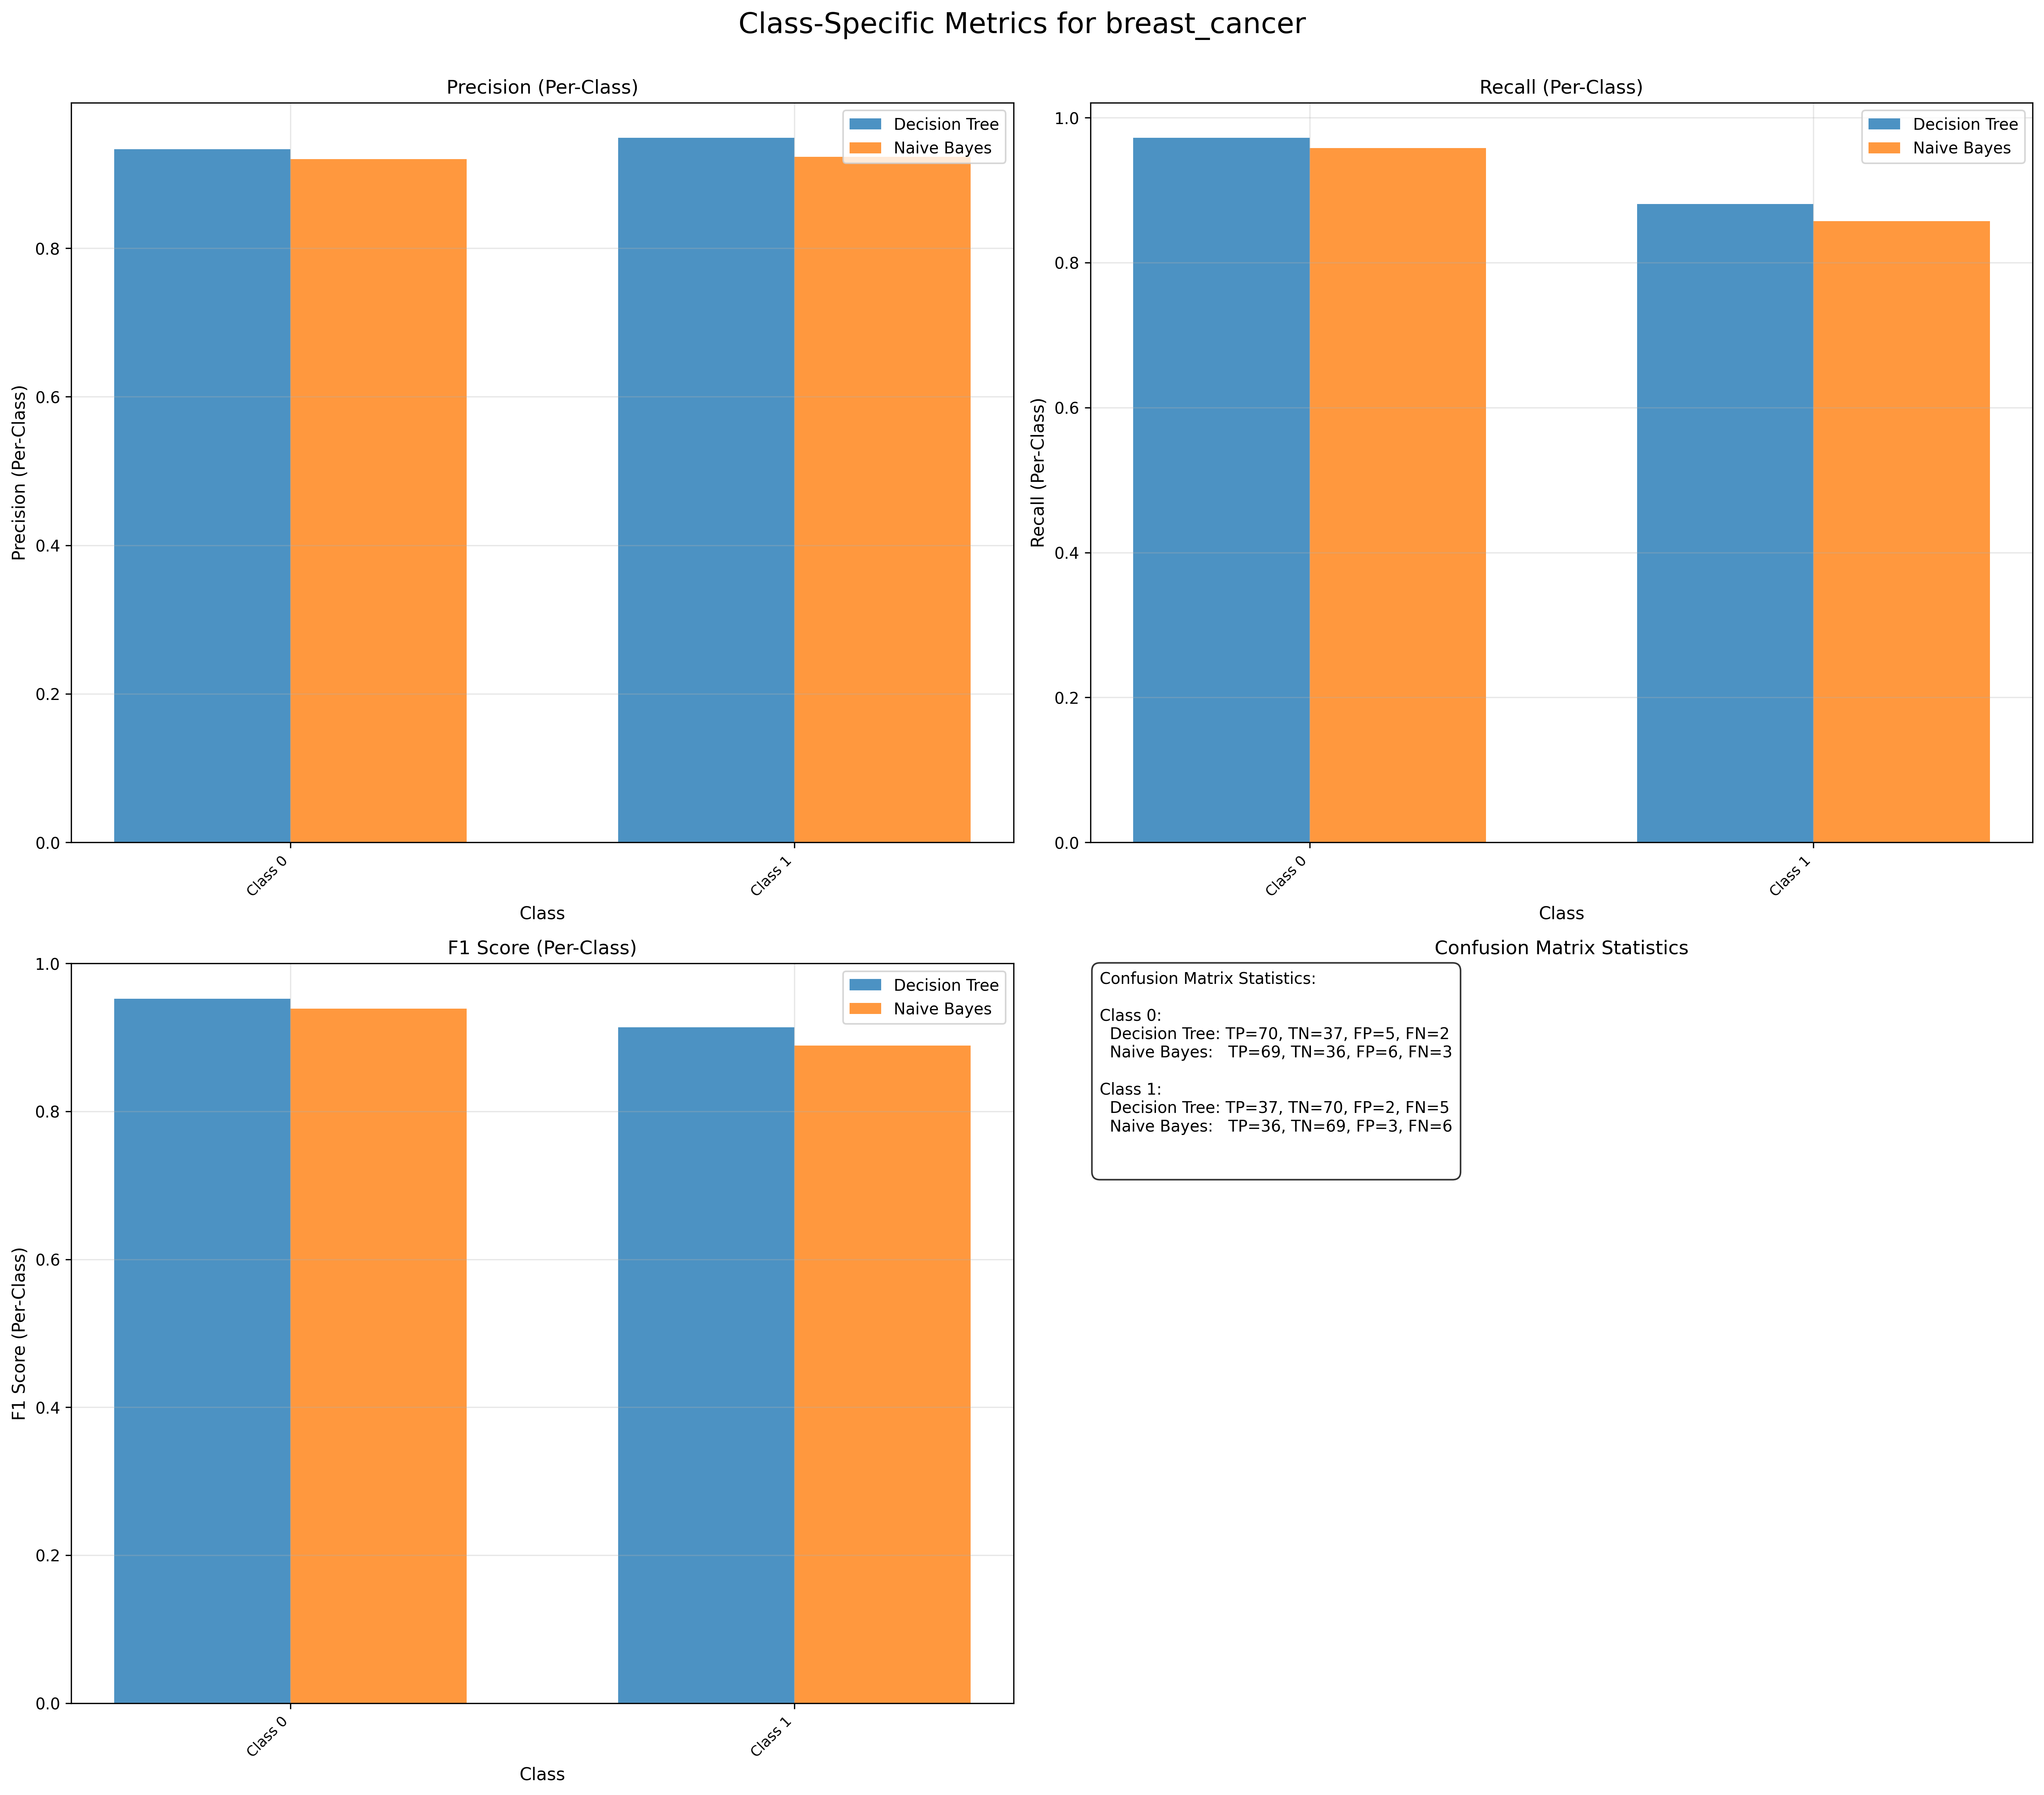 Class-Specific Metrics for breast_cancer
Precision (Per-Class)
Decision Tree
Naive Bayes
Precision (Per-Class)
0.8
0.6
0.4
0.2
0.0
Class 0
Class 1
Class
Recall (Per-Class)
Decision Tree
Naive Bayes
Recall (Per-Class)
1.0
0.8
0.6
0.4
0.2
0.0
Class 0
Class 1
Class
F1 Score (Per-Class)
Decision Tree
Naive Bayes
F1 Score (Per-Class)
1.0
0.8
0.6
0.4
0.2
0.0
Class 0
Class 1
Class
Confusion Matrix Statistics
Confusion Matrix Statistics:
Class 0:
Decision Tree: TP=70, TN=37, FP=5, FN=2
Naive Bayes: TP=69, TN=36, FP=6, FN=3
Class 1:
Decision Tree: TP=37, TN=70, FP=2, FN=5
Naive Bayes: TP=36, TN=69, FP=3, FN=6